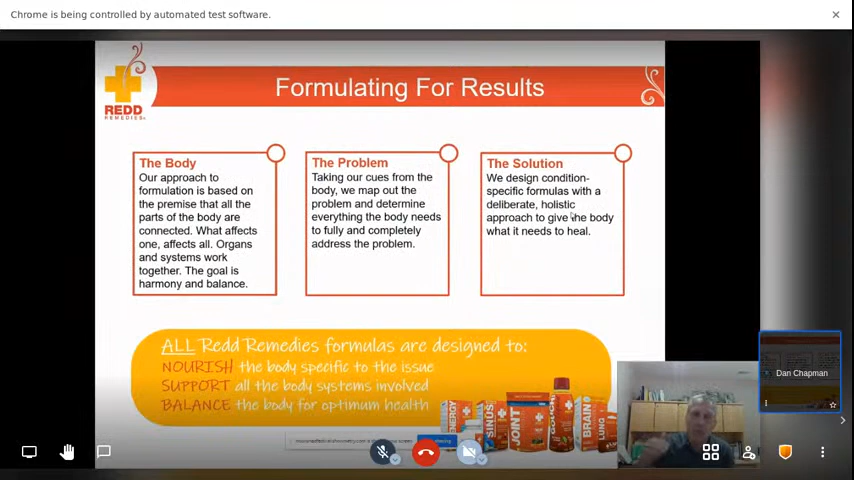 Chrome is being controlled by automated test software.
REDD
REMEDIES
Formulating For Results
The Body
Our approach to
formulation is based on
the premise that all the
parts of the body are
connected. What affects
one, affects all. Organs
and systems work
together. The goal is
harmony and balance.
The Problem
Taking our cues from the
body, we map out the
problem and determine
everything the body needs
to fully and completely
address the problem.
The Solution
We design condition-
specific formulas with a
deliberate, holistic
approach to give the body
what it needs to heal.
ALL Redd Remedies formulas are designed to:
NOURISH the body specific to the issue
SUPPORT all the body systems involved
BALANCE the body for optimum health
ENERGY
SINUS
JOINT
BRAIN
LUNG
Dan Chapman